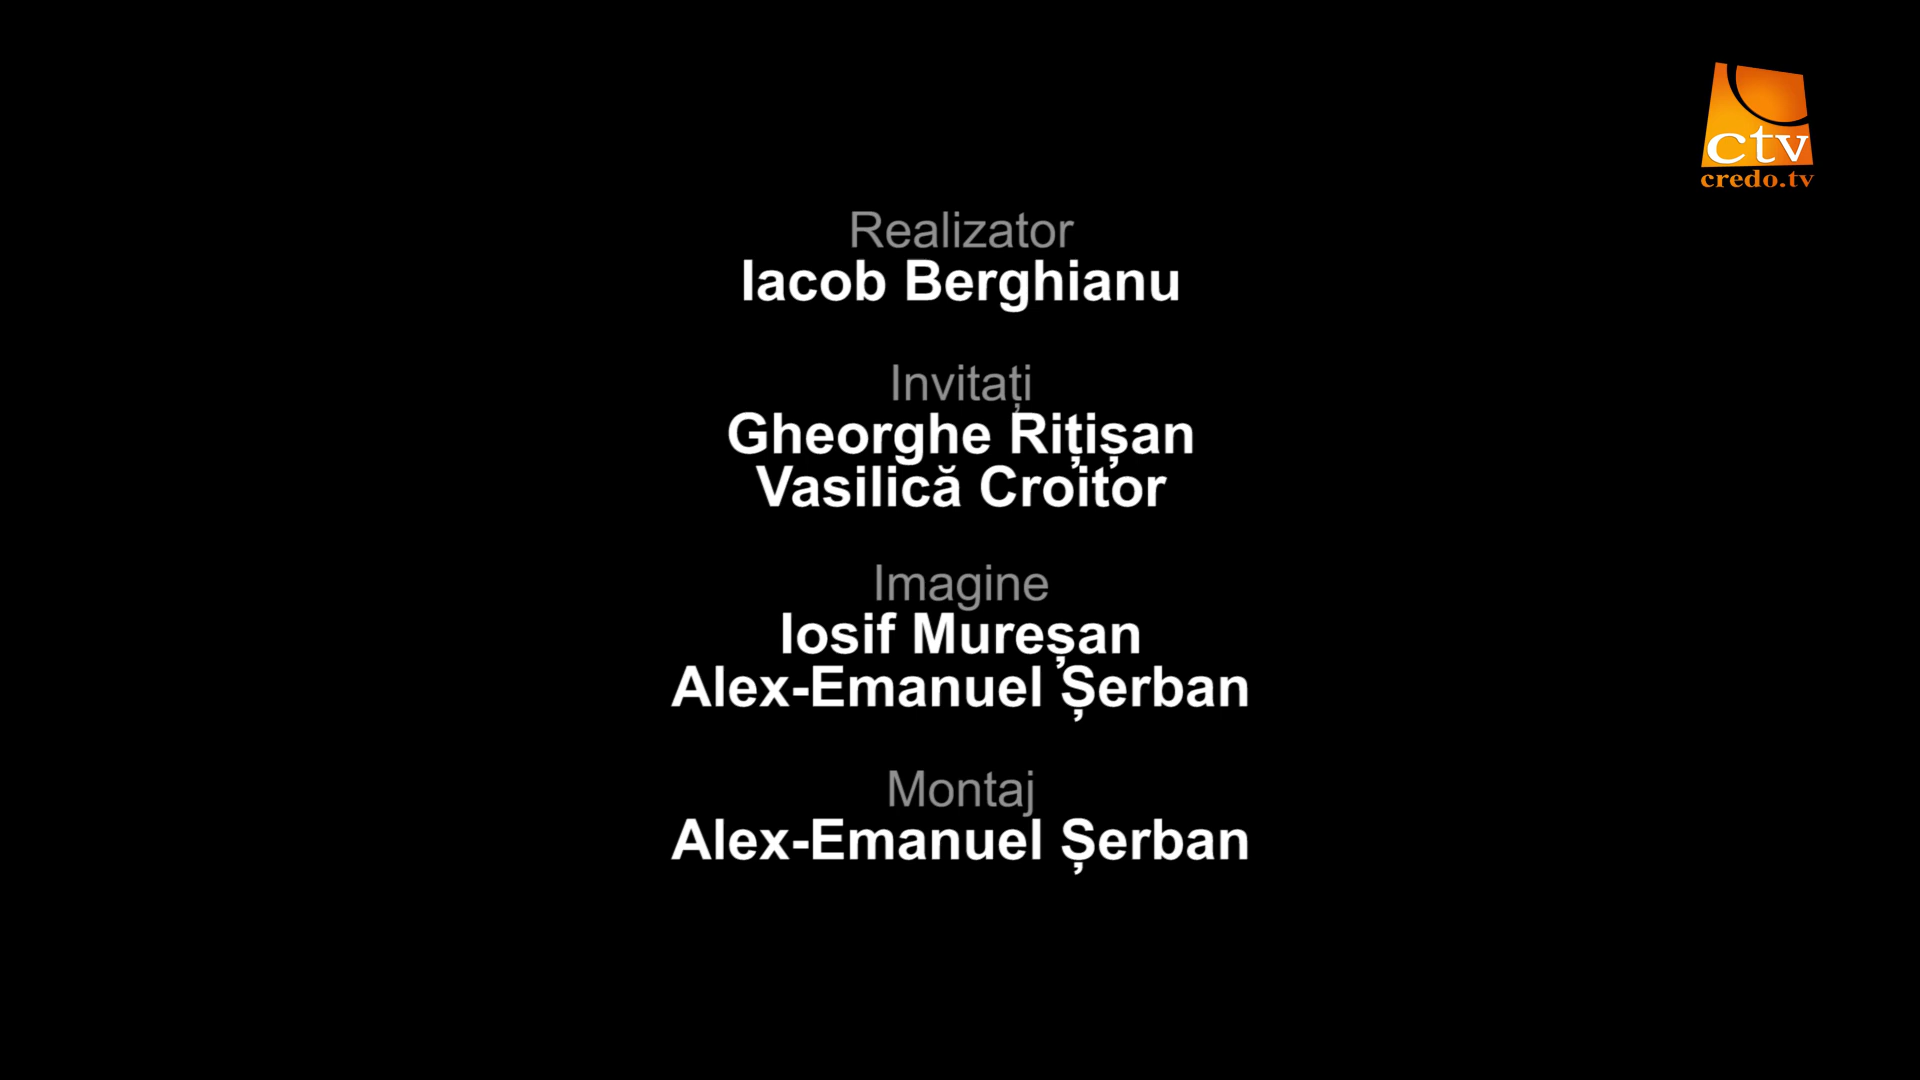 ctv
credo.tv
Realizator
Iacob Berghianu
Invitați
Gheorghe Rițișan
Vasilică Croitor
Imagine
Iosif Mureșan
Alex-Emanuel Șerban
Montaj
Alex-Emanuel Șerban